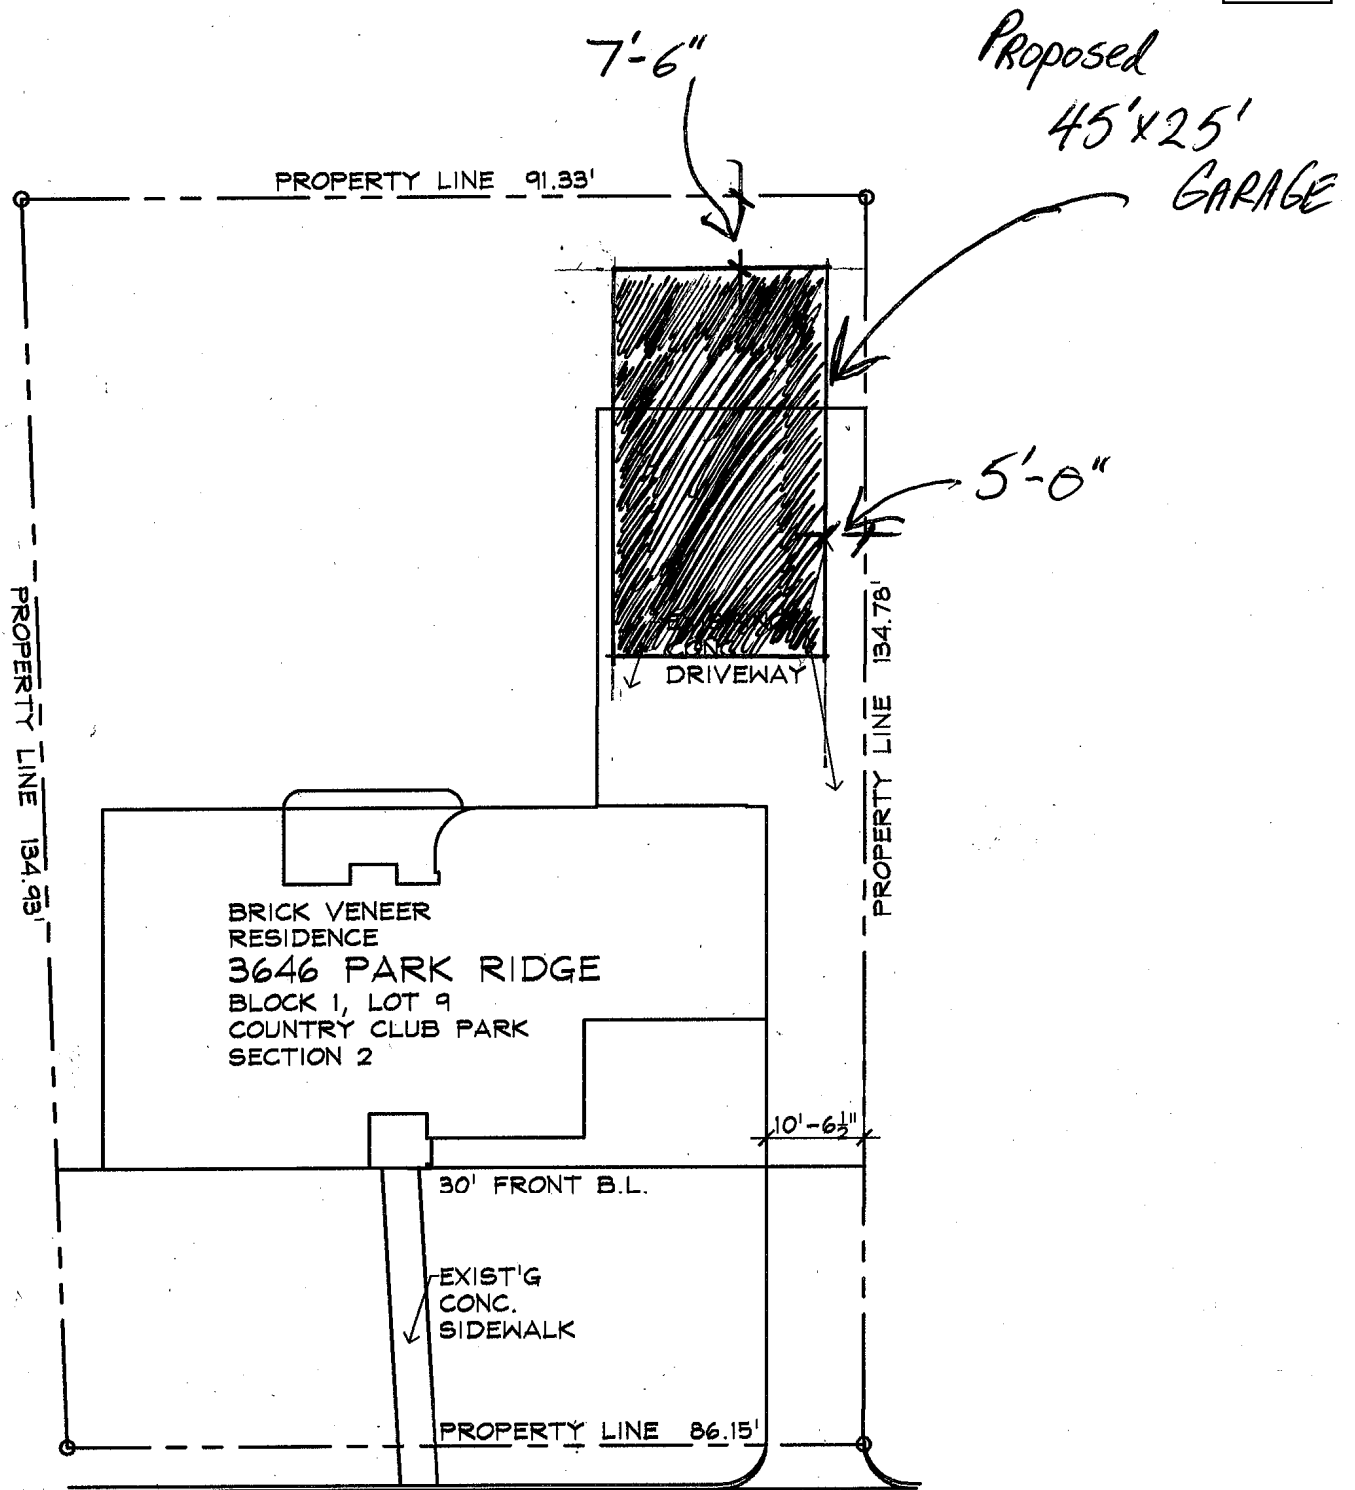 7'-6"
Proposed
45'x25'
GARAGE
PROPERTY LINE 91.33'
5'-0"
PROPERTY LINE 134.93'
PROPERTY LINE 134.78'
CONC.
DRIVEWAY
BRICK VENEER
RESIDENCE
3646 PARK RIDGE
BLOCK 1, LOT 9
COUNTRY CLUB PARK
SECTION 2
10'-6½"
30' FRONT B.L.
EXIST'G
CONC.
SIDEWALK
PROPERTY LINE 86.15'